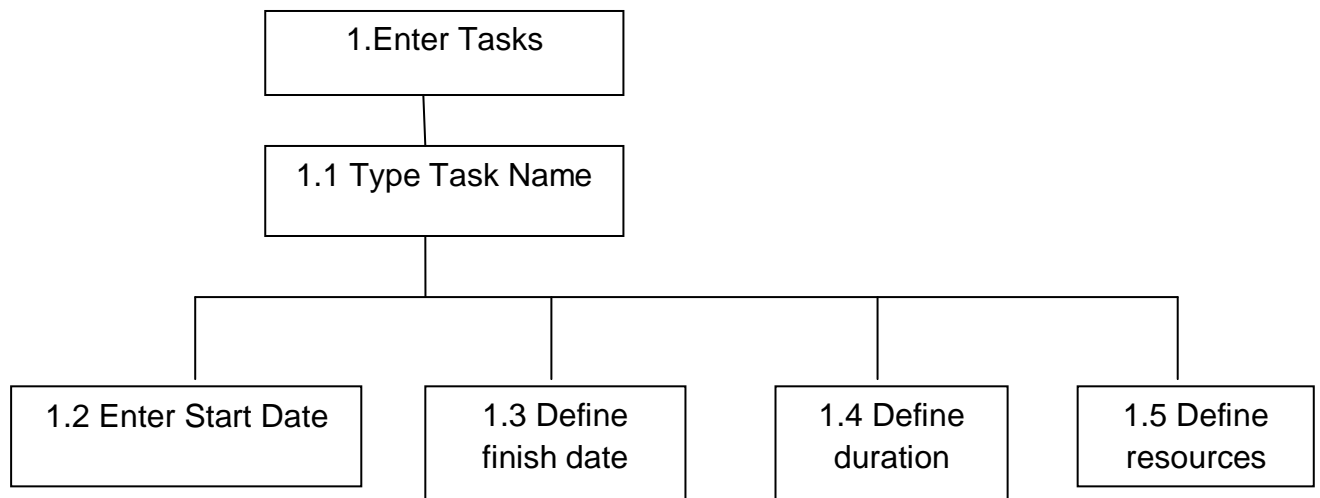 1.Enter Tasks
1.1 Type Task Name
1.2 Enter Start Date
1.3 Define
finish date
1.4 Define
duration
1.5 Define
resources